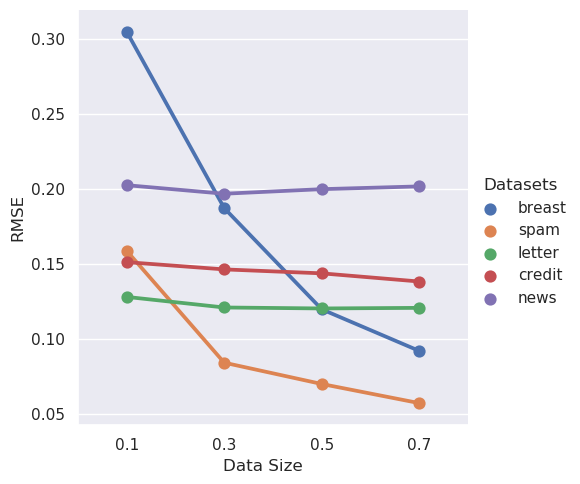 0.30
0.25
0.20
0.15
0.10
0.05
RMSE
0.1 0.3 0.5 0.7
Data Size
Datasets
breast
spam
letter
credit
news